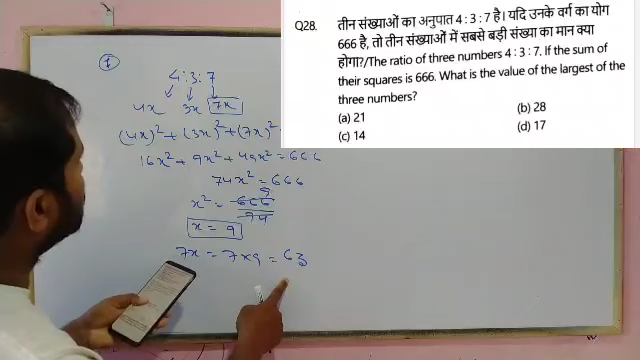 Q28. तीन संख्याओं का अनुपात 4 : 3 : 7 है। यदि उनके वर्ग का योग
666 है, तो तीन संख्याओं में सबसे बड़ी संख्या का मान क्या
होगा?/The ratio of three numbers 4 : 3 : 7. If the sum of
their squares is 666. What is the value of the largest of the
three numbers?
(a) 21
(b) 28
(c) 14
(d) 17
4:3:7
4x 3x 7x
(4x)²+(3x)²+(7x)²
16x²+9x²+49x²=666
74x²=666
x²= 666 9
74
x = 9
7x = 7×9 = 63